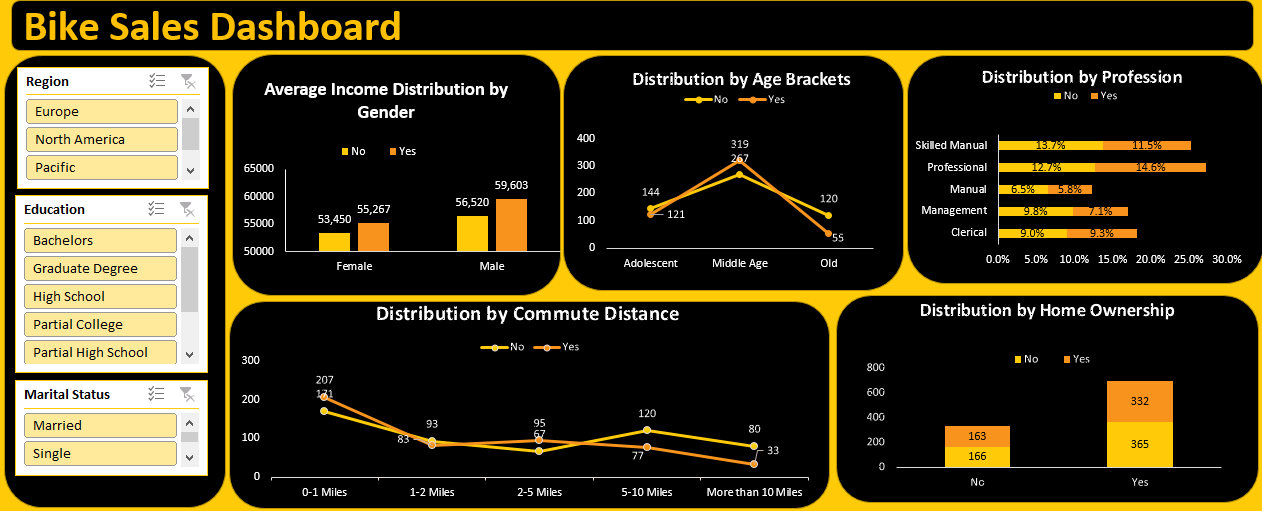 Bike Sales Dashboard
Region
Europe
North America
Pacific
Education
Bachelors
Graduate Degree
High School
Partial College
Partial High School
Marital Status
Married
Single
Average Income Distribution by
Gender
No Yes
65000
60000
55000
50000
53,450
55,267
56,520
59,603
Female Male
Distribution by Age Brackets
No Yes
400
300
200
100
0
144
121
319
267
120
55
Adolescent Middle Age Old
Distribution by Profession
No Yes
Skilled Manual 13.7% 11.5%
Professional 12.7% 14.6%
Manual 6.5% 5.8%
Management 9.8% 7.1%
Clerical 9.0% 9.3%
0.0% 5.0% 10.0% 15.0% 20.0% 25.0% 30.0%
Distribution by Commute Distance
No Yes
300
200
100
0
207
171
93
83
95
67
120
77
80
33
0-1 Miles 1-2 Miles 2-5 Miles 5-10 Miles More than 10 Miles
Distribution by Home Ownership
No Yes
800
600
400
200
0
163
166
332
365
No Yes